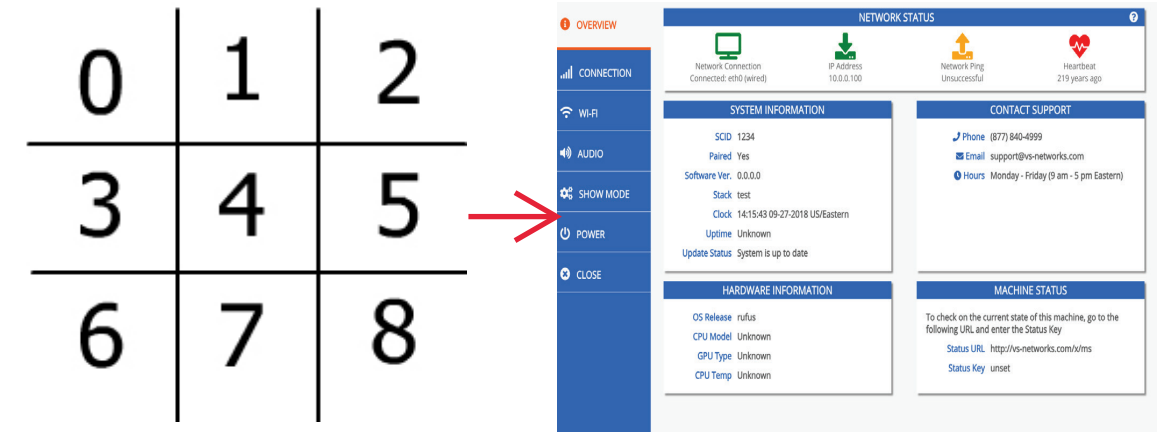 0 1 2
3 4 5
6 7 8
OVERVIEW
CONNECTION
WI-FI
AUDIO
SHOW MODE
POWER
CLOSE
NETWORK STATUS
Network Connection
Connected: eth0 (wired)
IP Address
10.0.0.100
Network Ping
Unsuccessful
Heartbeat
219 years ago
SYSTEM INFORMATION
SCID 1234
Paired Yes
Software Ver. 0.0.0.0
Stack test
Clock 14:15:43 09-27-2018 US/Eastern
Uptime Unknown
Update Status System is up to date
CONTACT SUPPORT
Phone (877) 840-4999
Email support@vs-networks.com
Hours Monday - Friday (9 am - 5 pm Eastern)
HARDWARE INFORMATION
OS Release rufus
CPU Model Unknown
GPU Type Unknown
CPU Temp Unknown
MACHINE STATUS
To check on the current state of this machine, go to the
following URL and enter the Status Key
Status URL http://vs-networks.com/x/ms
Status Key unset